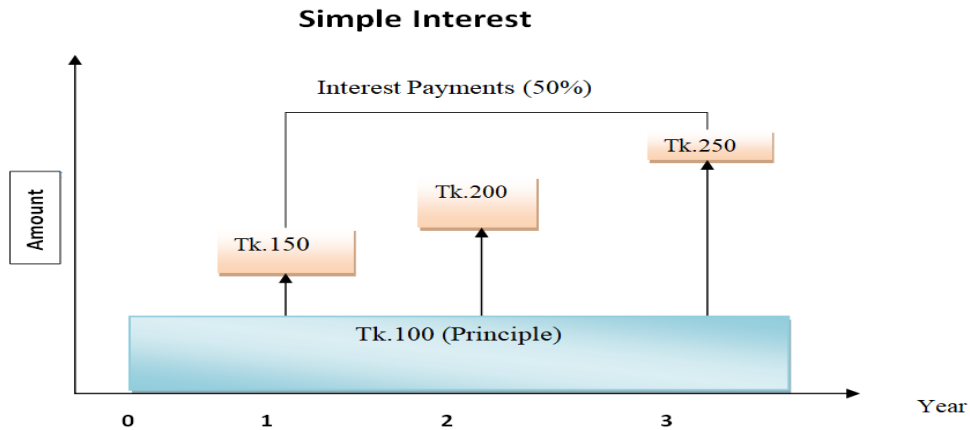 Simple Interest
Interest Payments (50%)
Tk.250
Tk.200
Tk.150
Amount
Tk.100 (Principle)
0 1 2 3
Year